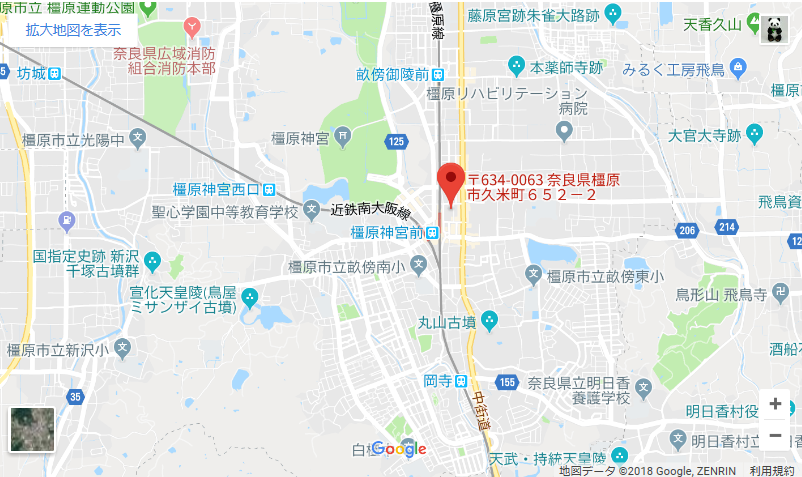 原市立 橿原運動公園
藤原線
藤原宮跡朱雀大路跡
天香久山
拡大地図を表示
奈良県広域消防
組合消防本部
坊城
畝傍御陵前
本薬師寺跡
みるく工房飛鳥
橿原リハビリテーション
病院
橿原
橿原市立光陽中
橿原神宮
125
大官大寺跡
〒634-0063 奈良県橿原
市久米町６５２－２
橿原神宮西口
飛鳥資
聖心学園中等教育学校
近鉄南大阪線
橿原神宮前
206
214
国指定史跡 新沢
千塚古墳群
橿原市立畝傍南小
橿原市立畝傍東小
宣化天皇陵(鳥屋
ミサンザイ古墳)
鳥形山 飛鳥寺
丸山古墳
橿原市立新沢小
酒船石
岡寺
155
奈良県立明日香
養護学校
35
中街道
明日香村役
明日香村立
白橿
Google
天武・持統天皇陵
地図データ ©2018 Google, ZENRIN
利用規約